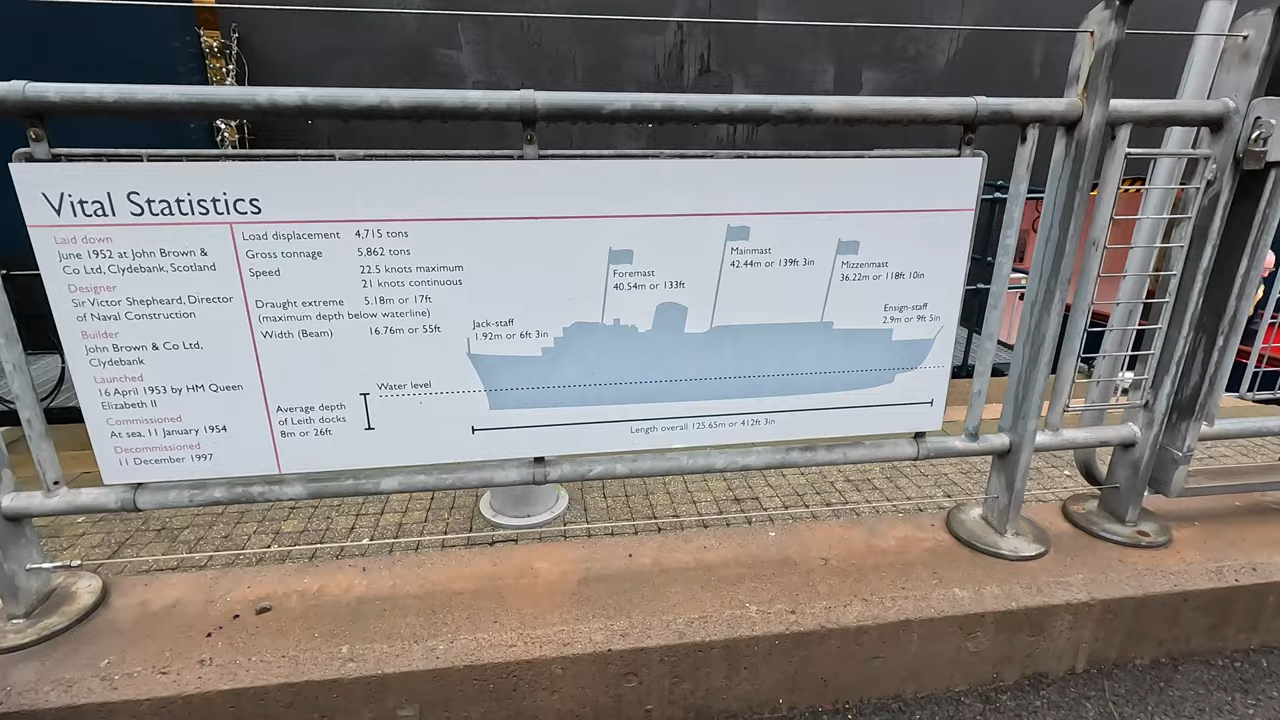 Vital Statistics
Laid down
June 1952 at John Brown &
Co Ltd, Clydebank, Scotland
Designer
Sir Victor Shepheard, Director
of Naval Construction
Builder
John Brown & Co Ltd,
Clydebank
Launched
16 April 1953 by HM Queen
Elizabeth II
Commissioned
At sea, 11 January 1954
Decommissioned
11 December 1997
Load displacement 4,715 tons
Gross tonnage 5,862 tons
Speed 22.5 knots maximum
21 knots continuous
Draught extreme 5.18m or 17ft
(maximum depth below waterline)
Width (Beam) 16.76m or 55ft
Water level
Average depth
of Leith docks
8m or 26ft
Jack-staff
1.92m or 6ft 3in
Foremast
40.54m or 133ft
Mainmast
42.44m or 139ft 3in
Mizzenmast
36.22m or 118ft 10in
Ensign-staff
2.9m or 9ft 5in
Length overall 125.65m or 412ft 3in